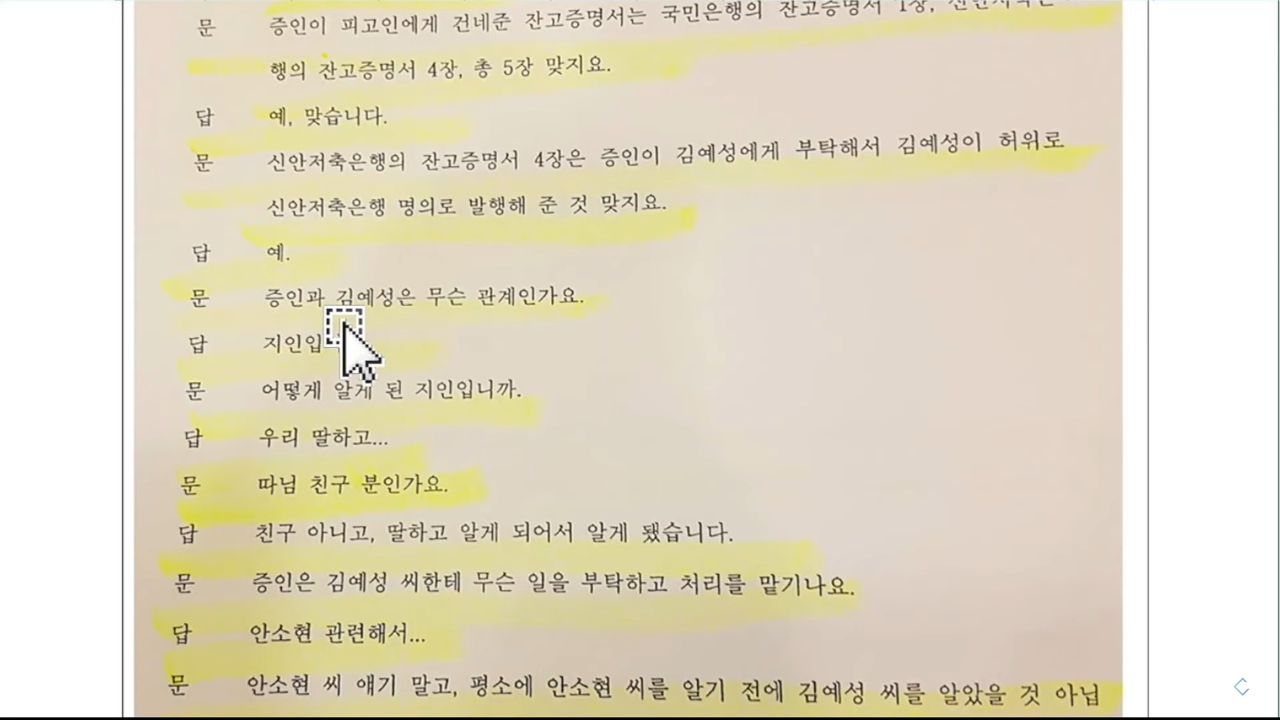 문 증인이 피고인에게 건네준 잔고증명서는 국민은행의 잔고증명서 1장, 신안저축은
행의 잔고증명서 4장, 총 5장 맞지요.
답 예, 맞습니다.
문 신안저축은행의 잔고증명서 4장은 증인이 김예성에게 부탁해서 김예성이 허위로
신안저축은행 명의로 발행해 준 것 맞지요.
답 예.
문 증인과 김예성은 무슨 관계인가요.
답 지인입
문 어떻게 알게 된 지인입니까.
답 우리 딸하고...
문 따님 친구 분인가요.
답 친구 아니고, 딸하고 알게 되어서 알게 됐습니다.
문 증인은 김예성 씨한테 무슨 일을 부탁하고 처리를 맡기나요.
답 안소현 관련해서...
문 안소현 씨 얘기 말고, 평소에 안소현 씨를 알기 전에 김예성 씨를 알았을 것 아닙